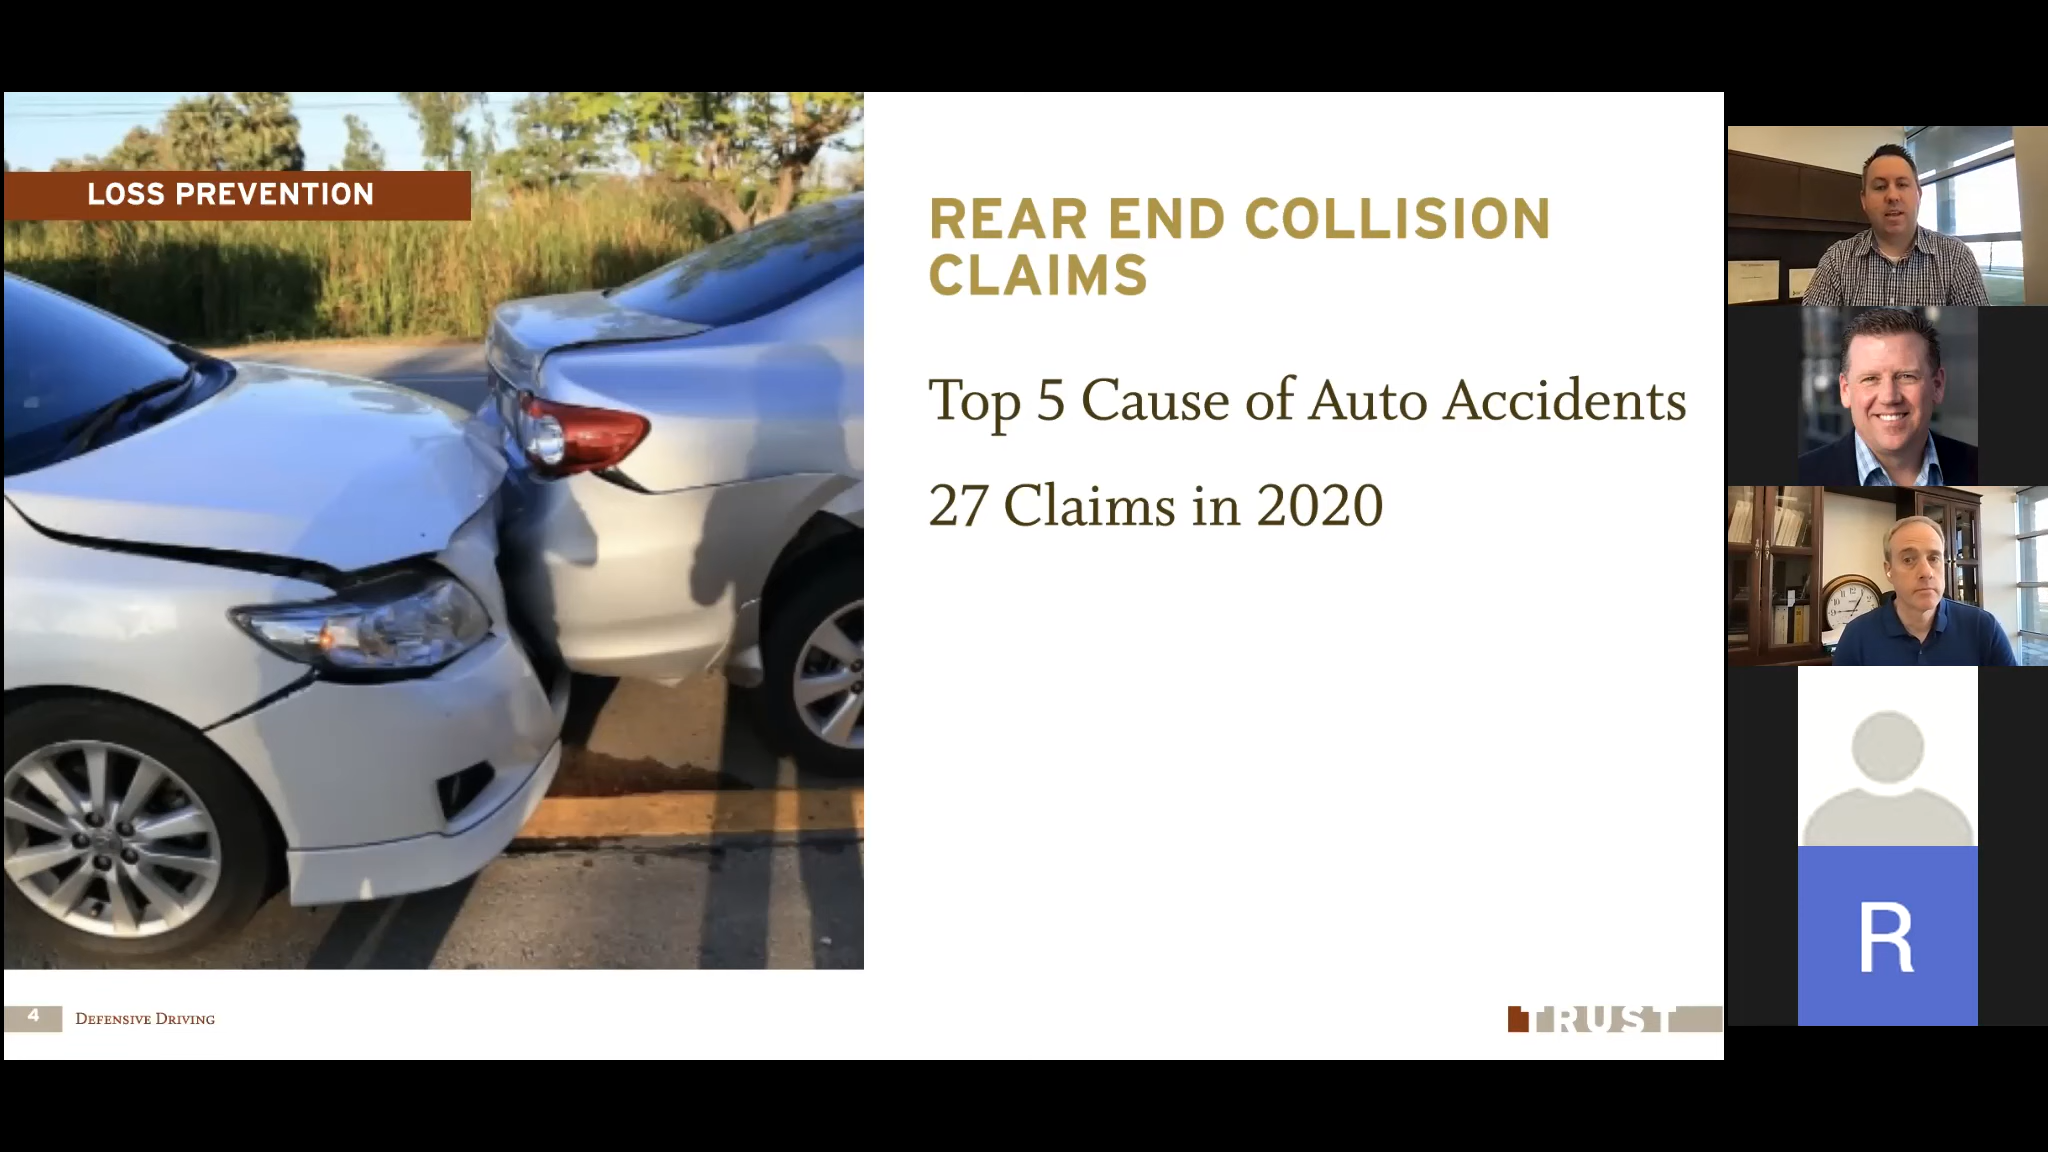 LOSS PREVENTION
REAR END COLLISION
CLAIMS
Top 5 Cause of Auto Accidents
27 Claims in 2020
4
Defensive Driving
TRUST
R